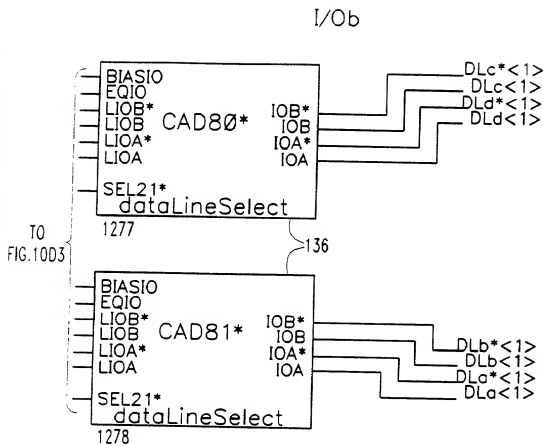 I/Ob
BIASIO
EQIO
LIOB*
LIOB
LIOA*
LIOA
SEL21*
CAD80*
IOB*
IOB
IOA*
IOA
dataLineSelect
1277
DLc*<1>
DLc<1>
DLd*<1>
DLd<1>
TO
FIG.10D3
136
BIASIO
EQIO
LIOB*
LIOB
LIOA*
LIOA
SEL21*
CAD81*
IOB*
IOB
IOA*
IOA
dataLineSelect
1278
DLb*<1>
DLb<1>
DLa*<1>
DLa<1>